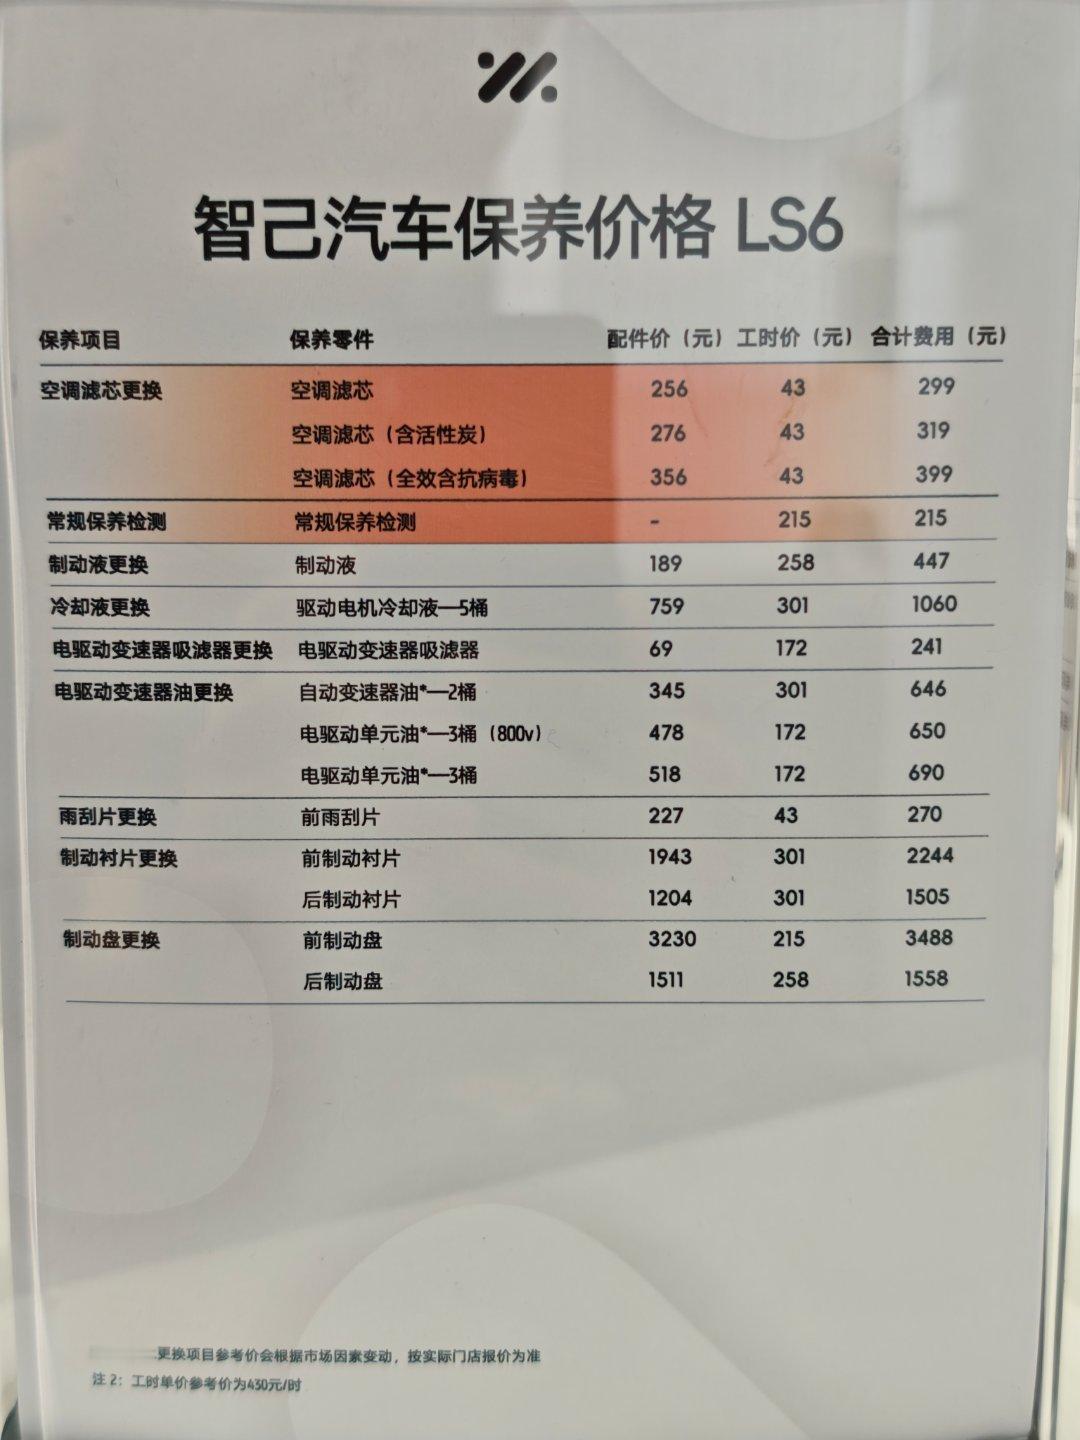 智己汽车保养价格 LS6
保养项目 保养零件 配件价（元） 工时价（元） 合计费用（元）
空调滤芯更换 空调滤芯 256 43 299
空调滤芯（含活性炭） 276 43 319
空调滤芯（全效含抗病毒） 356 43 399
常规保养检测 常规保养检测 - 215 215
制动液更换 制动液 189 258 447
冷却液更换 驱动电机冷却液—5桶 759 301 1060
电驱动变速器吸滤器更换 电驱动变速器吸滤器 69 172 241
电驱动变速器油更换 自动变速器油*—2桶 345 301 646
电驱动单元油*—3桶（800v） 478 172 650
电驱动单元油*—3桶 518 172 690
雨刮片更换 前雨刮片 227 43 270
制动衬片更换 前制动衬片 1943 301 2244
后制动衬片 1204 301 1505
制动盘更换 前制动盘 3230 215 3488
后制动盘 1511 258 1558
更换项目参考价会根据市场因素变动，按实际门店报价为准
注 2：工时单价参考价为430元/时